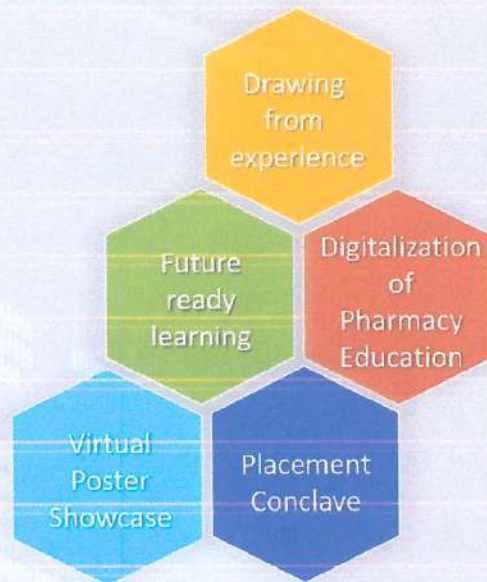 Drawing
from
experience
Future
ready
learning
Digitalization
of
Pharmacy
Education
Virtual
Poster
Showcase
Placement
Conclave